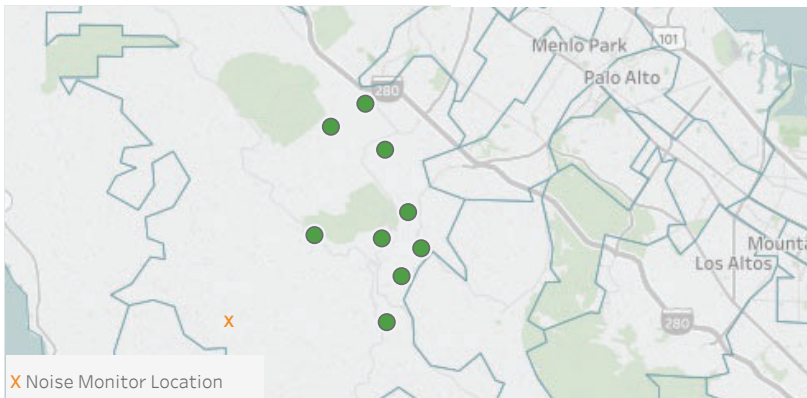 Menlo Park
101
Palo Alto
280
Mounta
Los Altos
280
X
X Noise Monitor Location